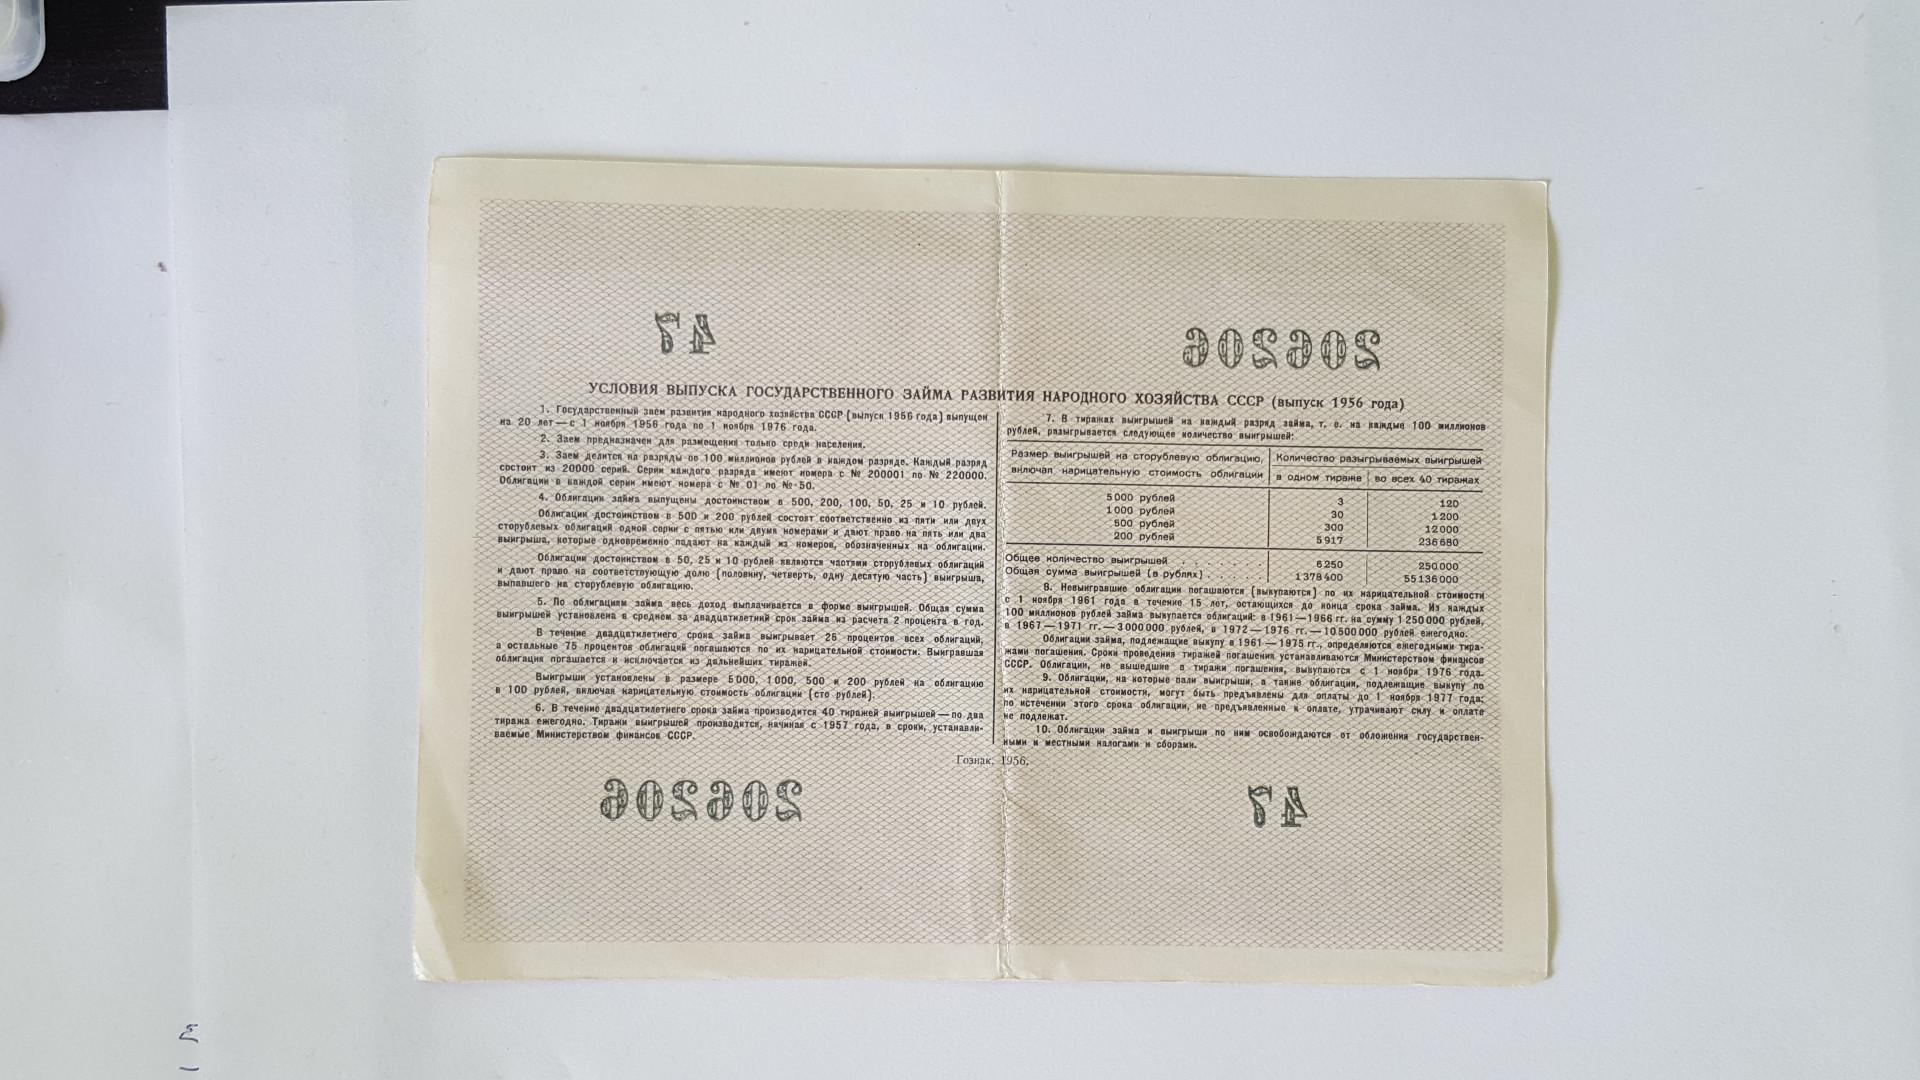 47
206206
УСЛОВИЯ ВЫПУСКА ГОСУДАРСТВЕННОГО ЗАЙМА РАЗВИТИЯ НАРОДНОГО ХОЗЯЙСТВА СССР (выпуск 1956 года)
1. Государственный заем развития народного хозяйства СССР (выпуск 1956 года) выпущен
на 20 лет — с 1 ноября 1956 года по 1 ноября 1976 года.
2. Заем предназначен для размещения только среди населения.
3. Заем делится на разряды по 100 миллионов рублей в каждом разряде. Каждый разряд
состоит из 20000 серий. Серии каждого разряда имеют номера с № 200001 по № 220000.
Облигации в каждой серии имеют номера с № 01 по № 50.
4. Облигации займа выпущены достоинством в 500, 200, 100, 50, 25 и 10 рублей.
Облигации достоинством в 500 и 200 рублей состоят соответственно из пяти или двух
сторублевых облигаций одной серии с пятью или двумя номерами и дают право на пять или два
выигрыша, которые одновременно падают на каждый из номеров, обозначенных на облигации.
Облигации достоинством в 50, 25 и 10 рублей являются частями сторублевых облигаций
и дают право на соответствующую долю (половину, четверть, одну десятую часть) выигрыша,
выпавшего на сторублевую облигацию.
5. По облигациям займа весь доход выплачивается в форме выигрышей. Общая сумма
выигрышей установлена в среднем за двадцатилетний срок займа из расчета 2 процента в год.
В течение двадцатилетнего срока займа выигрывает 25 процентов всех облигаций,
а остальные 75 процентов облигаций погашаются по их нарицательной стоимости. Выигравшая
облигация погашается и исключается из дальнейших тиражей.
Выигрыши установлены в размере 5000, 1000, 500 и 200 рублей на облигацию
в 100 рублей, включая нарицательную стоимость облигации (сто рублей).
6. В течение двадцатилетнего срока займа производится 40 тиражей выигрышей — по два
тиража ежегодно. Тиражи выигрышей производятся, начиная с 1957 года, в сроки, устанавли-
ваемые Министерством финансов СССР.
7. В тиражах выигрышей на каждый разряд займа, т. е. на каждые 100 миллионов
рублей, разыгрывается следующее количество выигрышей:
Размер выигрышей на сторублевую облигацию, Количество разыгрываемых выигрышей
включая нарицательную стоимость облигации в одном тираже во всех 40 тиражах
5000 рублей 3 120
1000 рублей 30 1200
500 рублей 300 12000
200 рублей 5917 236680
Общее количество выигрышей . . 6250 250000
Общая сумма выигрышей (в рублях) . . . . . . 1378400 55136000
8. Невыигравшие облигации погашаются (выкупаются) по их нарицательной стоимости
с 1 ноября 1961 года в течение 15 лет, остающихся до конца срока займа. Из каждых
100 миллионов рублей займа выкупается облигаций: в 1961—1966 гг. на сумму 1250000 рублей,
в 1967—1971 гг.—3000000 рублей, в 1972—1976 гг.—10500000 рублей ежегодно.
Облигации займа, подлежащие выкупу в 1961—1975 гг., определяются ежегодными тира-
жами погашения. Сроки проведения тиражей погашения устанавливаются Министерством финансов
СССР. Облигации, не вышедшие в тиражи погашения, выкупаются с 1 ноября 1976 года.
9. Облигации, на которые пали выигрыши, а также облигации, подлежащие выкупу по
их нарицательной стоимости, могут быть предъявлены для оплаты до 1 ноября 1977 года;
по истечении этого срока облигации, не предъявленные к оплате, утрачивают силу и оплате
не подлежат.
10. Облигации займа и выигрыши по ним освобождаются от обложения государствен-
ными и местными налогами и сборами.
Гознак. 1956.
206206
47